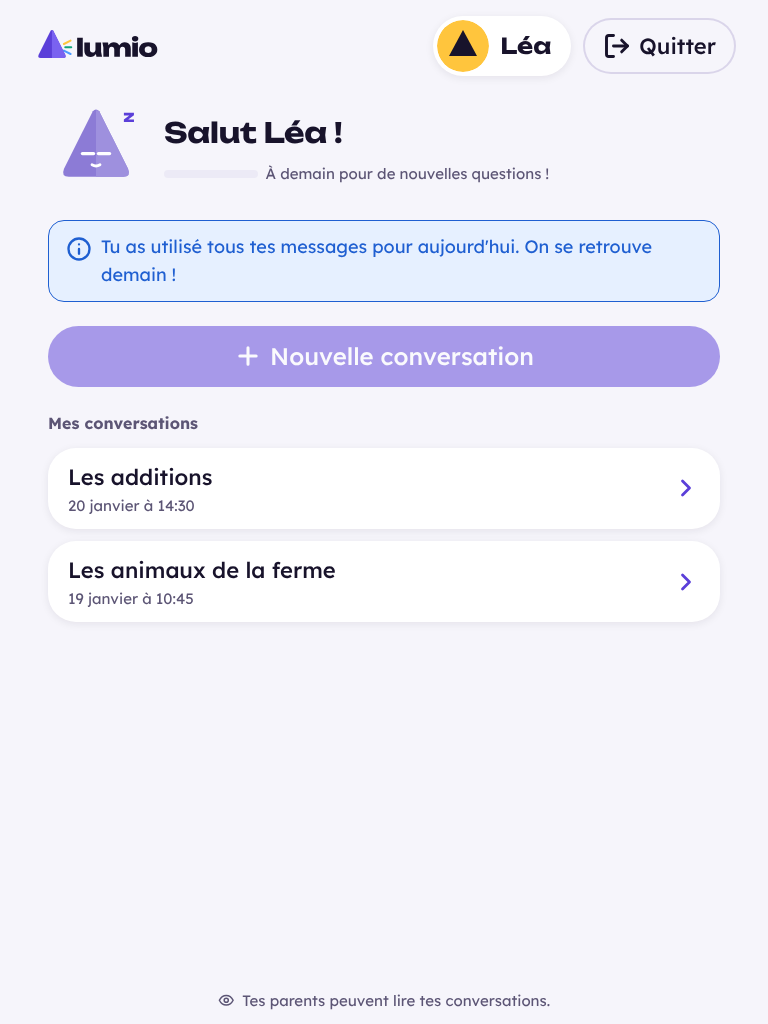 lumio
Léa
Quitter
z
Salut Léa !
À demain pour de nouvelles questions !
Tu as utilisé tous tes messages pour aujourd'hui. On se retrouve
demain !
Nouvelle conversation
Mes conversations
Les additions
20 janvier à 14:30
Les animaux de la ferme
19 janvier à 10:45
Tes parents peuvent lire tes conversations.